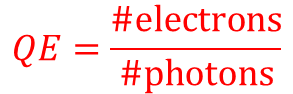 QE = #electrons / #photons